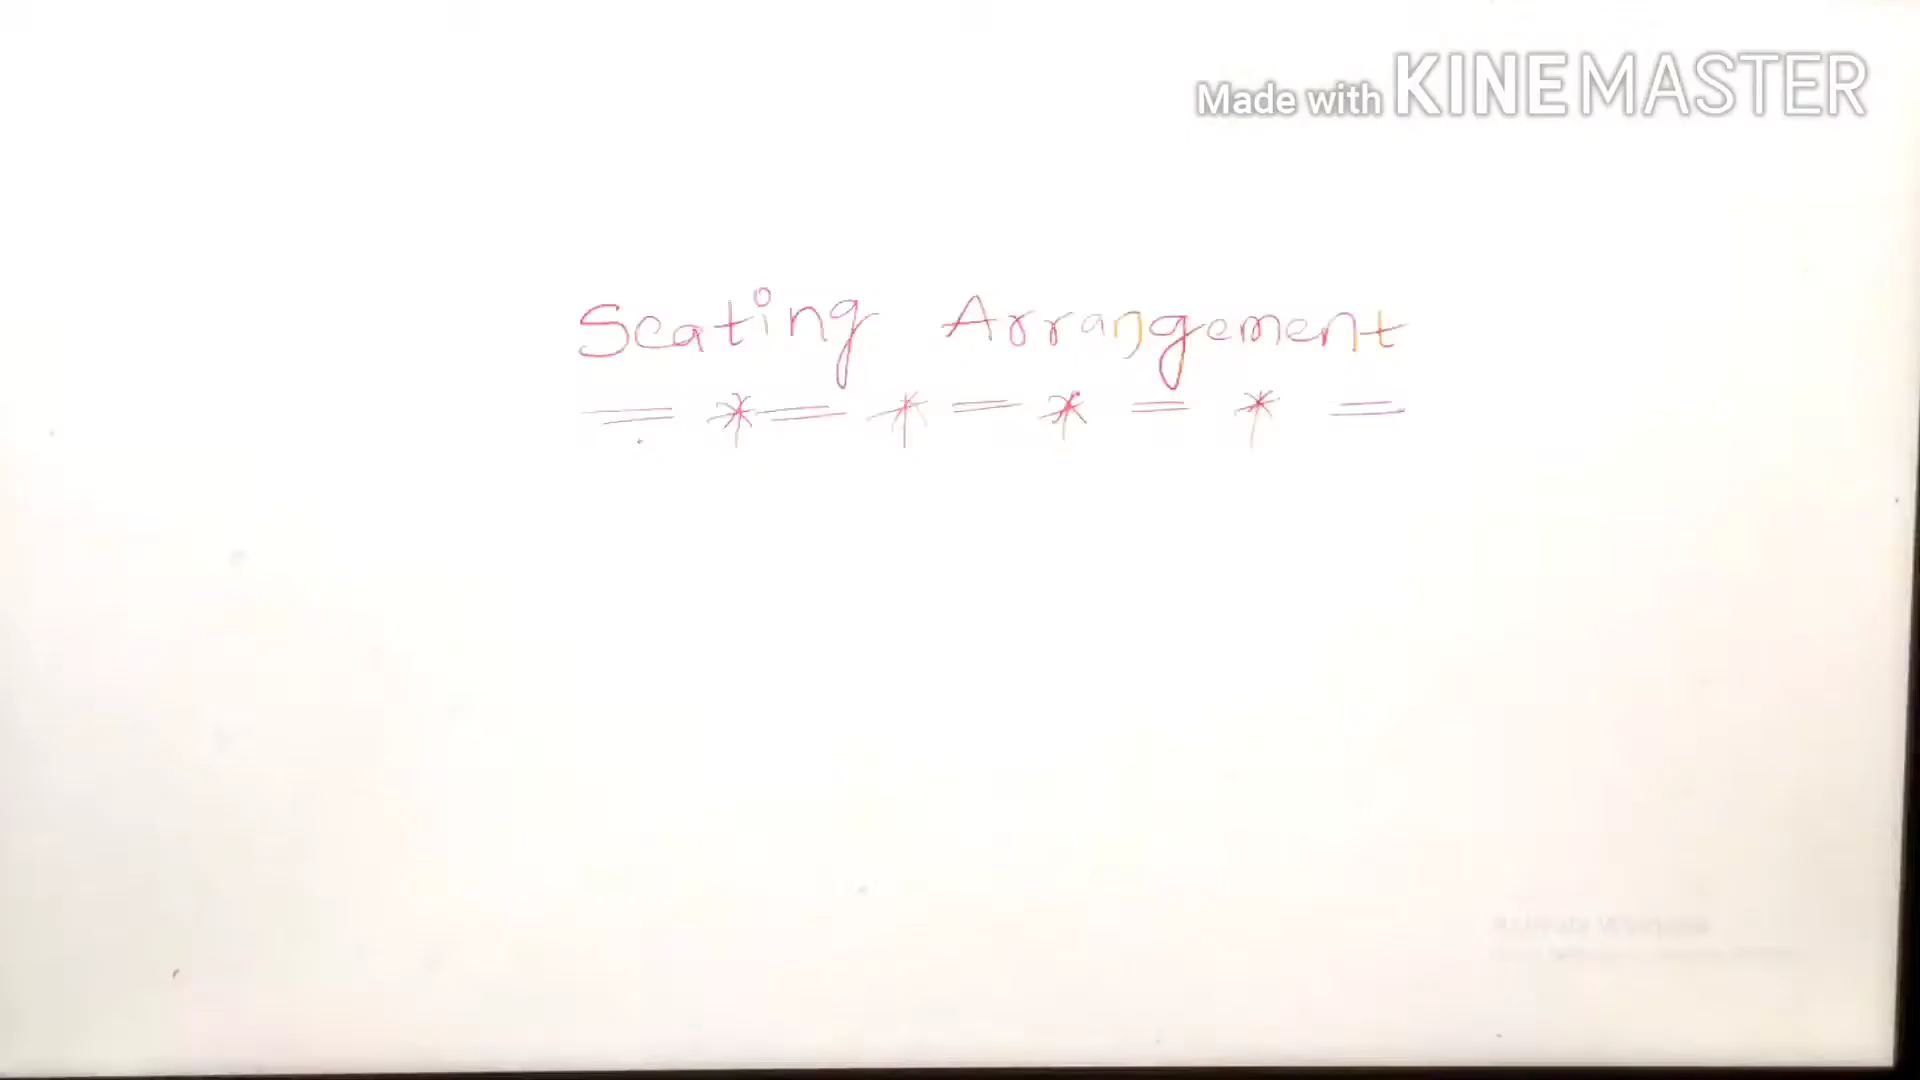 Made with KINEMASTER
Seating Arrangement
= * = * = * = * =